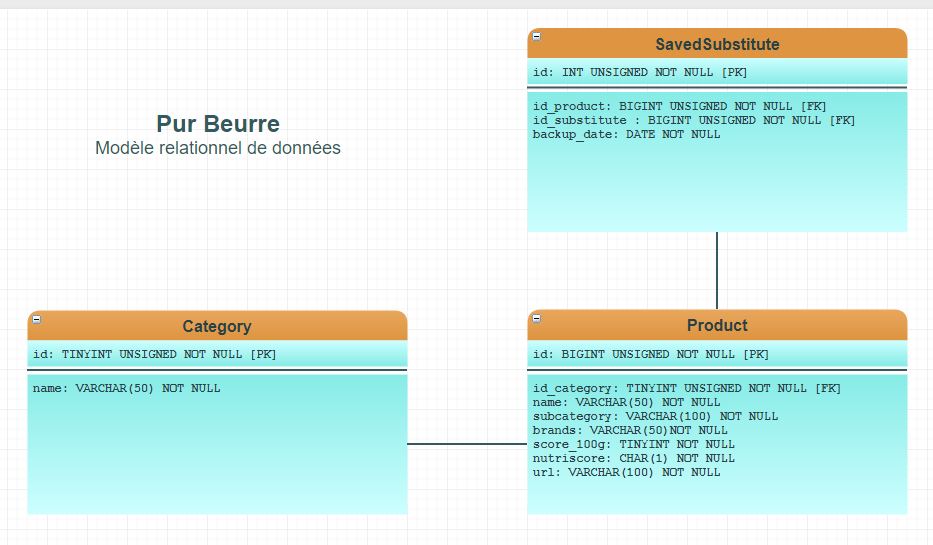 Pur Beurre
Modèle relationnel de données
SavedSubstitute
id: INT UNSIGNED NOT NULL [PK]
id_product: BIGINT UNSIGNED NOT NULL [FK]
id_substitute : BIGINT UNSIGNED NOT NULL [FK]
backup_date: DATE NOT NULL
Category
id: TINYINT UNSIGNED NOT NULL [PK]
name: VARCHAR(50) NOT NULL
Product
id: BIGINT UNSIGNED NOT NULL [PK]
id_category: TINYINT UNSIGNED NOT NULL [FK]
name: VARCHAR(50) NOT NULL
subcategory: VARCHAR(100) NOT NULL
brands: VARCHAR(50)NOT NULL
score_100g: TINYINT NOT NULL
nutriscore: CHAR(1) NOT NULL
url: VARCHAR(100) NOT NULL